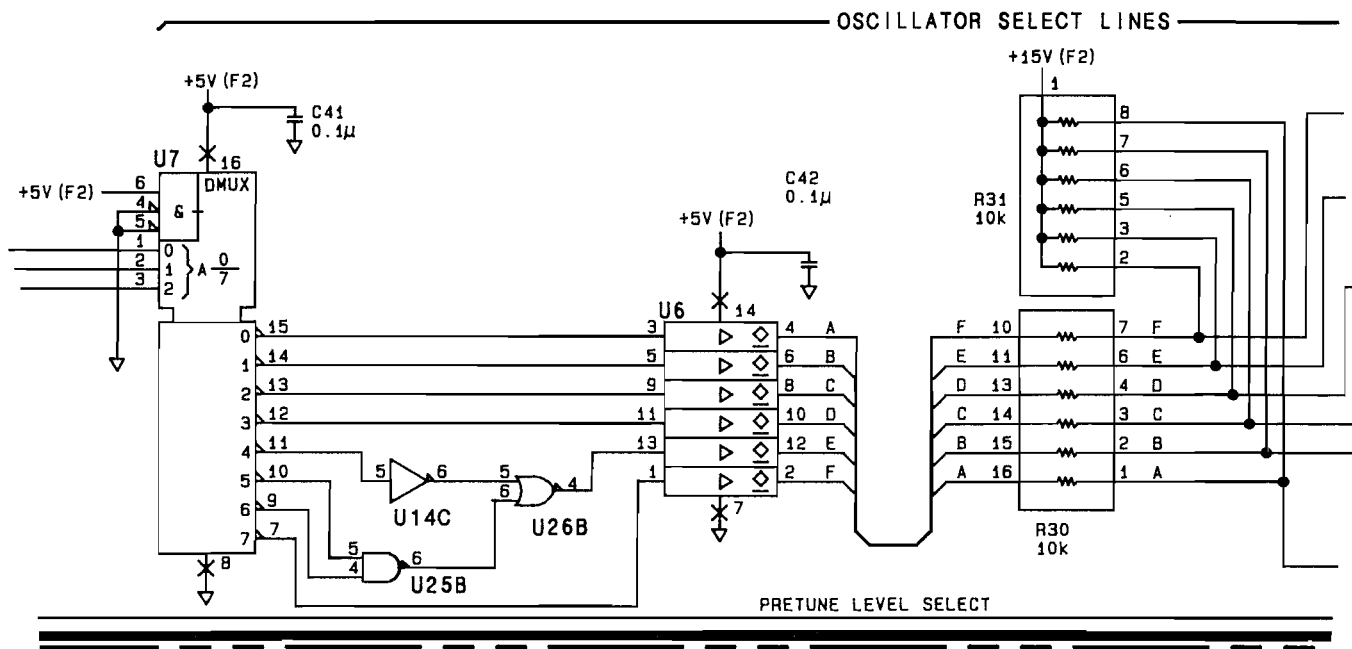 OSCILLATOR SELECT LINES
+5V (F2)
C41
0.1µ
U7
16
DMUX
+5V (F2)
6
4
5
&
1
2
3
0
1
2
} A 0/7
0 15
1 14
2 13
3 12
4 11
5 10
6 9
7 7
8
5
6
U14C
5
6
4
U26B
5
4
6
U25B
+5V (F2)
C42
0.1µ
U6
14
3
5
9
11
13
1
4 A
6 B
8 C
10 D
12 E
2 F
7
+15V (F2)
1
R31
10k
8
7
6
5
3
2
F 10
E 11
D 13
C 14
B 15
A 16
7 F
6 E
4 D
3 C
2 B
1 A
R30
10k
PRETUNE LEVEL SELECT